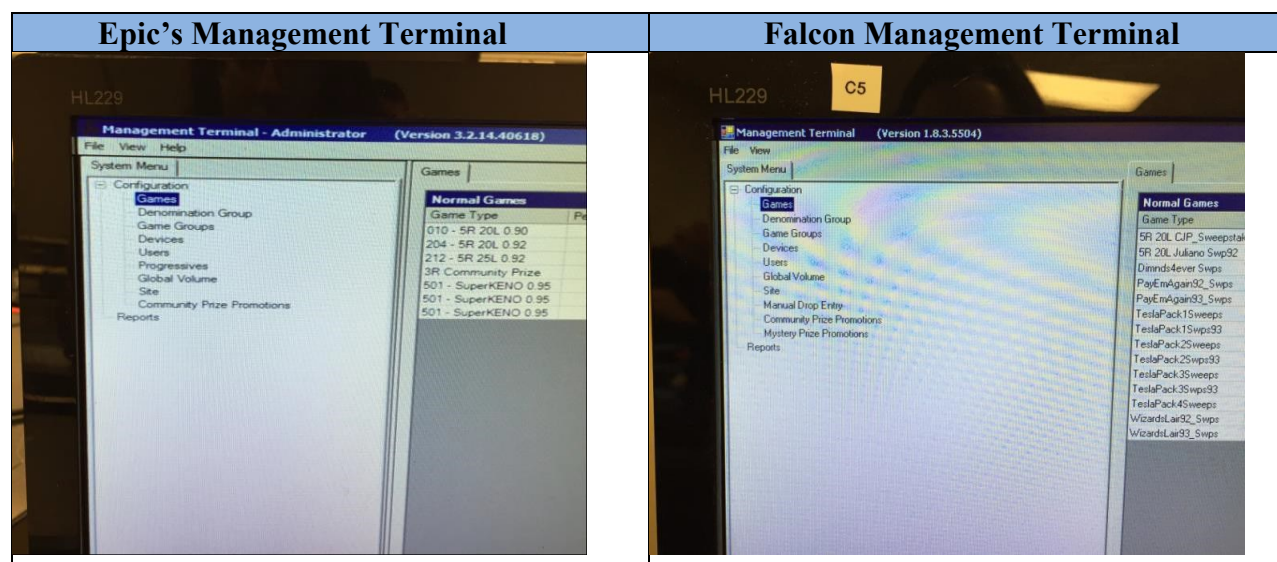 Epic’s Management Terminal
HL229
Management Terminal - Administrator (Version 3.2.14.40618)
File View Help
System Menu
Configuration
Games
Denomination Group
Game Groups
Devices
Users
Progressives
Global Volume
Site
Community Prize Promotions
Reports
Games
Normal Games
Game Type
010 - 5R 20L 0.90
204 - 5R 20L 0.92
212 - 5R 25L 0.92
3R Community Prize
501 - SuperKENO 0.95
501 - SuperKENO 0.95
501 - SuperKENO 0.95
Falcon Management Terminal
HL229
C5
Management Terminal (Version 1.8.3.5504)
File View
System Menu
Configuration
Games
Denomination Group
Game Groups
Devices
Users
Global Volume
Site
Manual Drop Entry
Community Prize Promotions
Mystery Prize Promotions
Reports
Games
Normal Games
Game Type
5R 20L CJP_Sweepstak
5R 20L Juliano Swp92
Dimnds4ever Swps
PayEmAgain92_Swps
PayEmAgain93_Swps
TeslaPack1Sweeps
TeslaPack1Swps93
TeslaPack2Sweeps
TeslaPack2Swps93
TeslaPack3Sweeps
TeslaPack3Swps93
TeslaPack4Sweeps
WizardsLair92_Swps
WizardsLair93_Swps